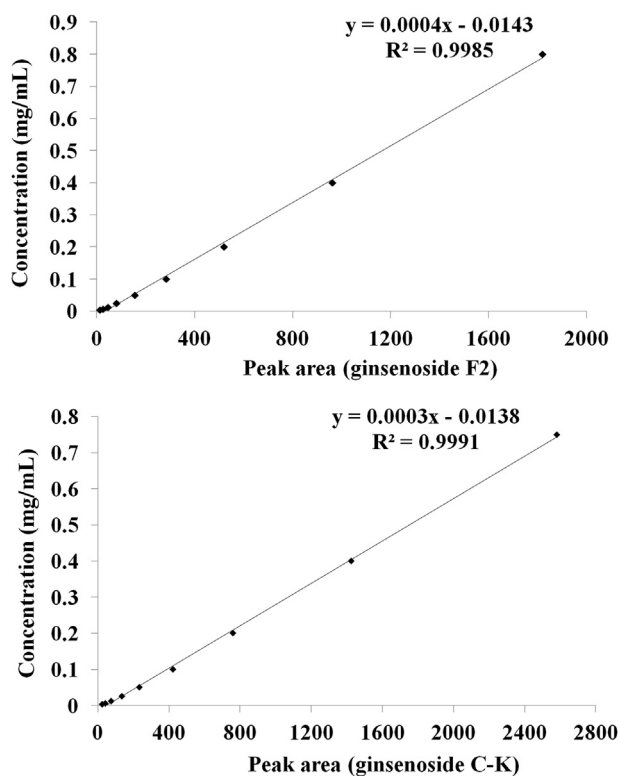 y = 0.0004x - 0.0143
R² = 0.9985
0.9
0.8
0.7
0.6
0.5
0.4
0.3
0.2
0.1
0
Concentration (mg/mL)
0 400 800 1200 1600 2000
Peak area (ginsenoside F2)
y = 0.0003x - 0.0138
R² = 0.9991
0.8
0.7
0.6
0.5
0.4
0.3
0.2
0.1
0
Concentration (mg/mL)
0 400 800 1200 1600 2000 2400 2800
Peak area (ginsenoside C-K)